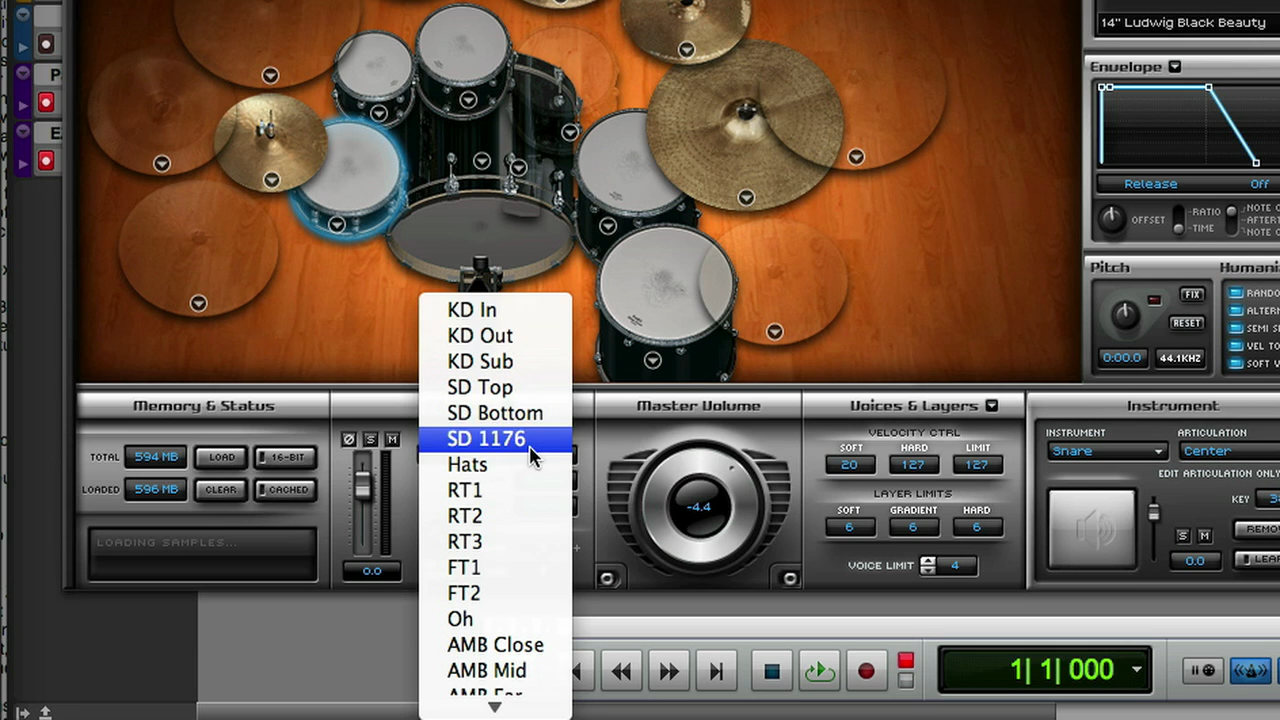 14" Ludwig Black Beauty
P
E
Envelope
Release Off
OFFSET
RATIO
TIME
NOTE
Pitch
FIX
RESET
0:00.0
44.1KHZ
KD In
KD Out
KD Sub
SD Top
SD Bottom
SD 1176
Hats
RT1
RT2
RT3
FT1
FT2
Oh
AMB Close
AMB Mid
AMB Far
Memory & Status
TOTAL 594 MB LOAD 16-BIT
LOADED 596 MB CLEAR CACHED
LOADING SAMPLES...
S M
0.0
Master Volume
-4.4
Voices & Layers
VELOCITY CTRL
SOFT HARD LIMIT
20 127 127
LAYER LIMITS
SOFT GRADIENT HARD
6 6 6
VOICE LIMIT 4
Instrument
INSTRUMENT ARTICULATION
Snare Center
EDIT ARTICULATION ONLY
KEY
S M
0.0
1| 1| 000